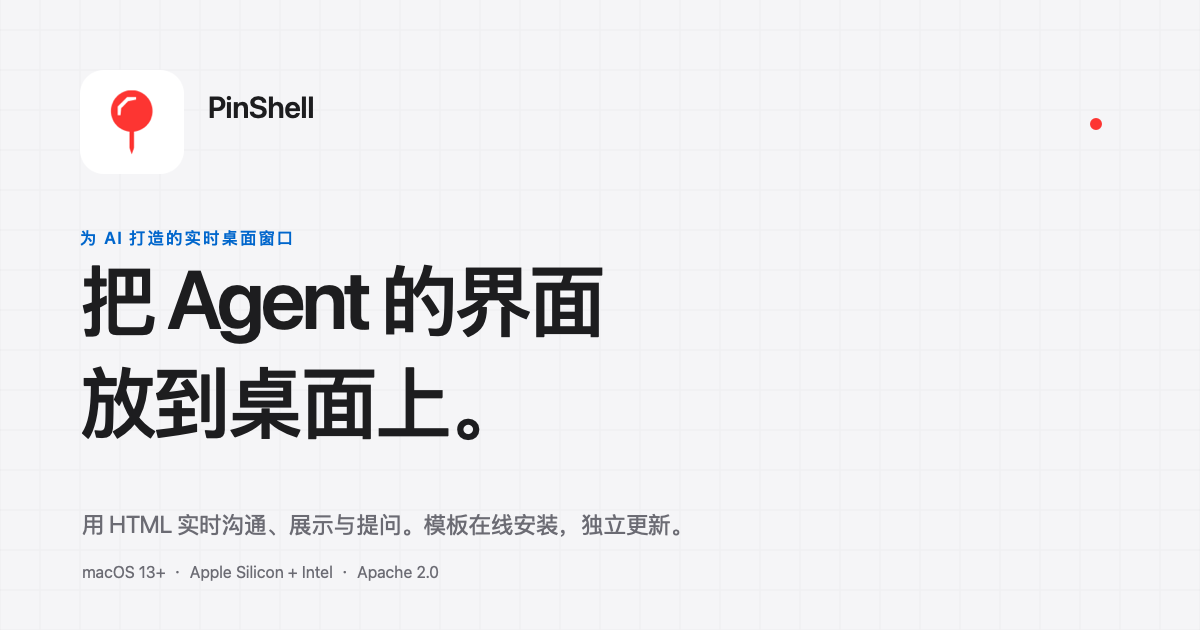 PinShell
为 AI 打造的实时桌面窗口
把 Agent 的界面
放到桌面上。
用 HTML 实时沟通、展示与提问。模板在线安装，独立更新。
macOS 13+ · Apple Silicon + Intel · Apache 2.0